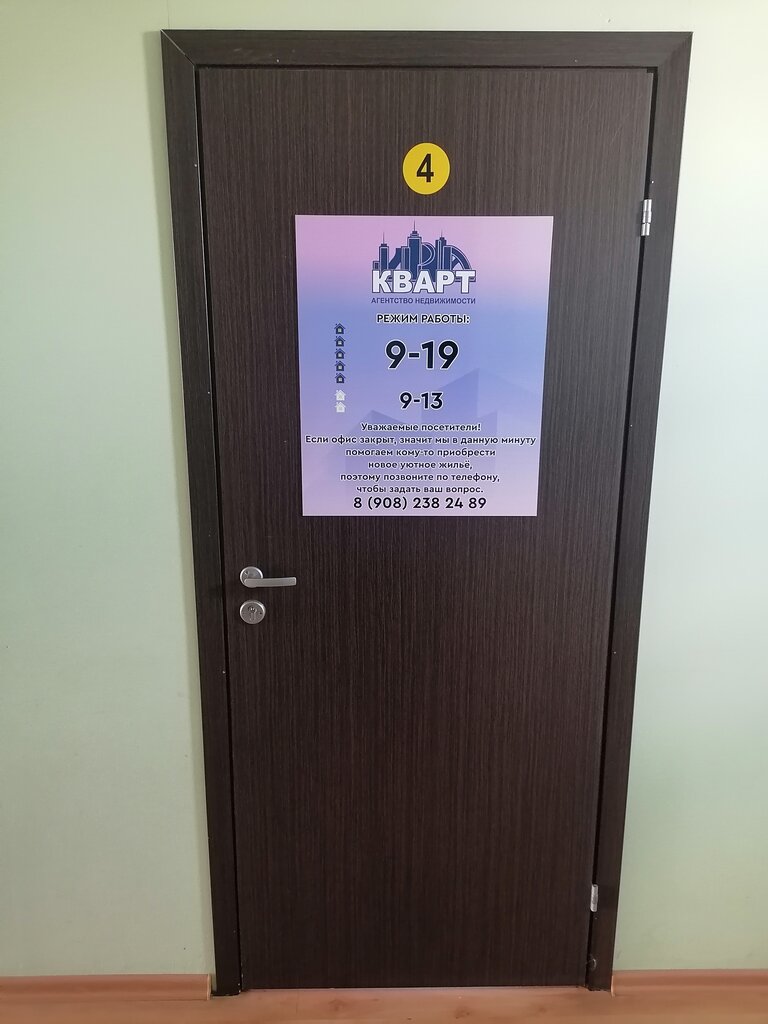 4
КВАРТ
АГЕНТСТВО НЕДВИЖИМОСТИ
РЕЖИМ РАБОТЫ:
9-19
9-13
Уважаемые посетители!
Если офис закрыт, значит мы в данную минуту
помогаем кому-то приобрести
новое уютное жильё,
поэтому позвоните по телефону,
чтобы задать ваш вопрос.
8 (908) 238 24 89